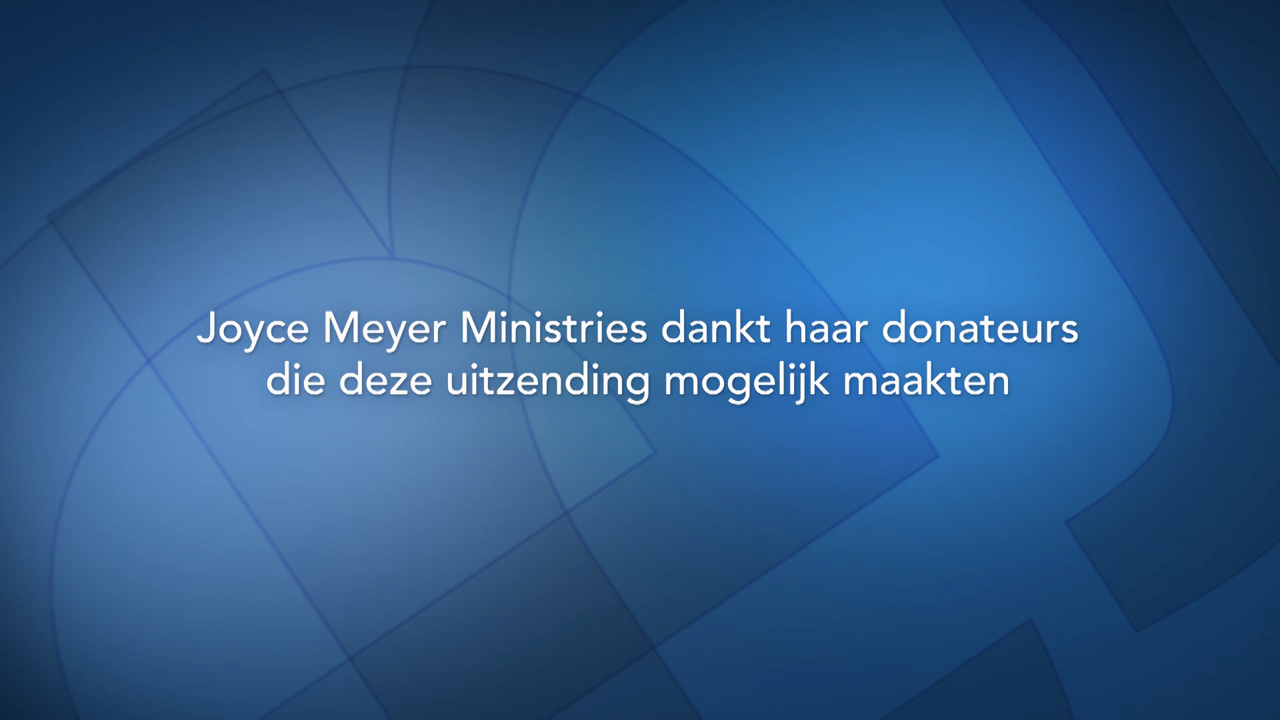 Joyce Meyer Ministries dankt haar donateurs
die deze uitzending mogelijk maakten